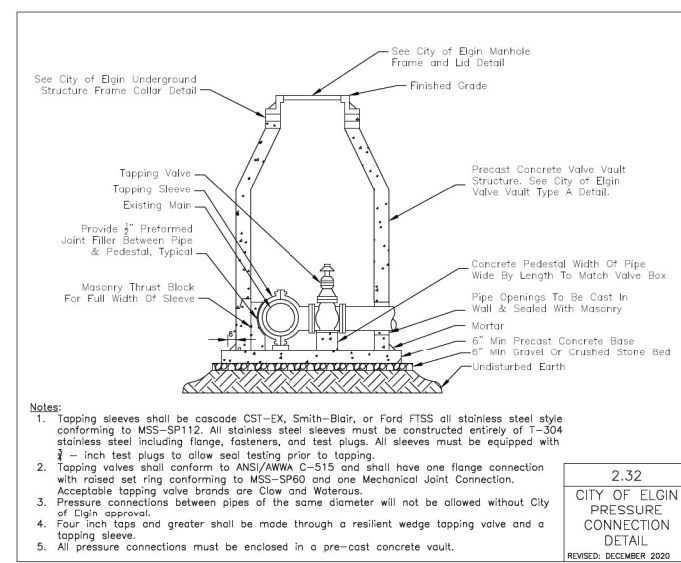 See City of Elgin Manhole
Frame and Lid Detail
See City of Elgin Underground
Structure Frame Collar Detail
Finished Grade
Tapping Valve
Tapping Sleeve
Existing Main
Provide ½" Preformed
Joint Filler Between Pipe
& Pedestal, Typical
Masonry Thrust Block
For Full Width Of Sleeve
6"
Precast Concrete Valve Vault
Structure. See City of Elgin
Valve Vault Type A Detail.
Concrete Pedestal Width Of Pipe
Wide By Length To Match Valve Box
Pipe Openings To Be Cast In
Wall & Sealed With Masonry
Mortar
6" Min Precast Concrete Base
6" Min Gravel Or Crushed Stone Bed
Undisturbed Earth
Notes:
1. Tapping sleeves shall be cascade CST-EX, Smith-Blair, or Ford FTSS all stainless steel style
conforming to MSS-SP112. All stainless steel sleeves must be constructed entirely of T-304
stainless steel including flange, fasteners, and test plugs. All sleeves must be equipped with
¾ - inch test plugs to allow seal testing prior to tapping.
2. Tapping valves shall conform to ANSI/AWWA C-515 and shall have one flange connection
with raised set ring conforming to MSS-SP60 and one Mechanical Joint Connection.
Acceptable tapping valve brands are Clow and Waterous.
3. Pressure connections between pipes of the same diameter will not be allowed without City
of Elgin approval.
4. Four inch taps and greater shall be made through a resilient wedge tapping valve and a
tapping sleeve.
5. All pressure connections must be enclosed in a pre-cast concrete vault.
2.32
CITY OF ELGIN
PRESSURE
CONNECTION
DETAIL
REVISED: DECEMBER 2020